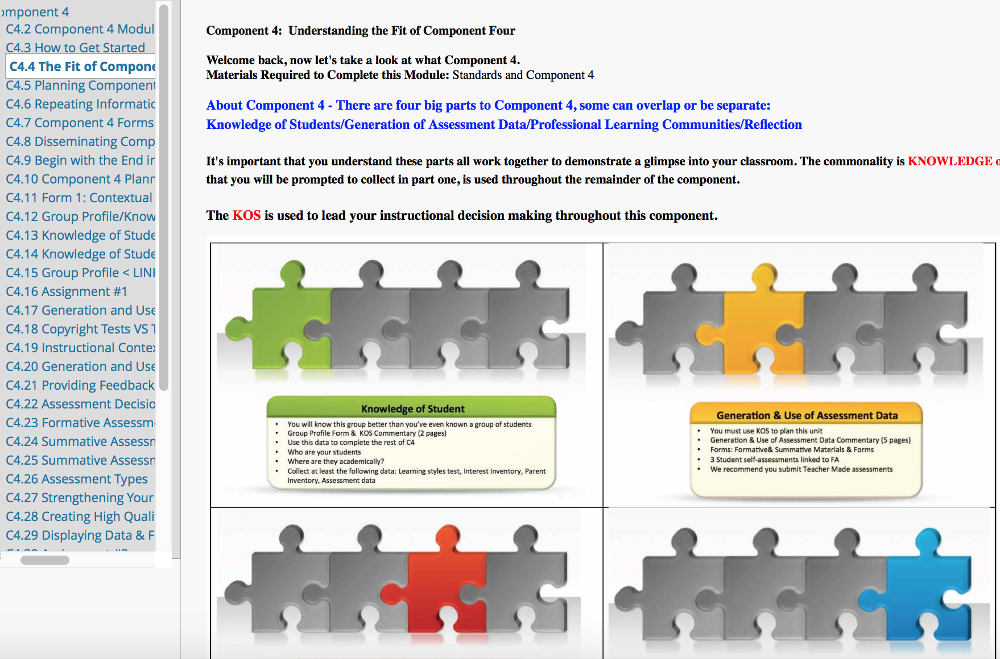 omponent 4
C4.2 Component 4 Modul
C4.3 How to Get Started
C4.4 The Fit of Compone
C4.5 Planning Component
C4.6 Repeating Informatic
C4.7 Component 4 Forms
C4.8 Disseminating Comp
C4.9 Begin with the End in
C4.10 Component 4 Plann
C4.11 Form 1: Contextual
C4.12 Group Profile/Know
C4.13 Knowledge of Stude
C4.14 Knowledge of Stude
C4.15 Group Profile < LINK
C4.16 Assignment #1
C4.17 Generation and Use
C4.18 Copyright Tests VS T
C4.19 Instructional Contex
C4.20 Generation and Use
C4.21 Providing Feedback
C4.22 Assessment Decisio
C4.23 Formative Assessm
C4.24 Summative Assessn
C4.25 Summative Assessn
C4.26 Assessment Types
C4.27 Strengthening Your
C4.28 Creating High Quali
C4.29 Displaying Data & F
Component 4: Understanding the Fit of Component Four
Welcome back, now let's take a look at what Component 4.
Materials Required to Complete this Module: Standards and Component 4
About Component 4 - There are four big parts to Component 4, some can overlap or be separate:
Knowledge of Students/Generation of Assessment Data/Professional Learning Communities/Reflection
It's important that you understand these parts all work together to demonstrate a glimpse into your classroom. The commonality is KNOWLEDGE o
that you will be prompted to collect in part one, is used throughout the remainder of the component.
The KOS is used to lead your instructional decision making throughout this component.
Knowledge of Student
• You will know this group better than you've even known a group of students
• Group Profile Form & KOS Commentary (2 pages)
• Use this data to complete the rest of C4
• Who are your students
• Where are they academically?
• Collect at least the following data: Learning styles test, Interest Inventory, Parent
Inventory, Assessment data
Generation & Use of Assessment Data
• You must use KOS to plan this unit
• Generation & Use of Assessment Data Commentary (5 pages)
• Forms: Formative& Summative Materials & Forms
• 3 Student self-assessments linked to FA
• We recommend you submit Teacher Made assessments